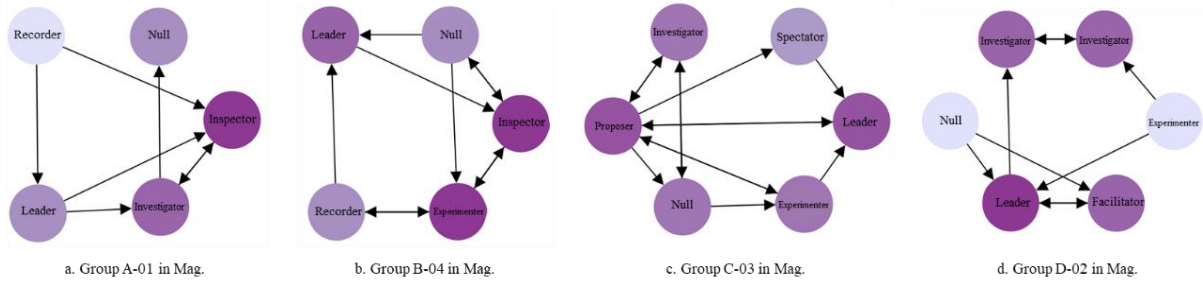 Recorder
Null
Inspector
Leader
Investigator
a. Group A-01 in Mag.
Leader
Null
Inspector
Recorder
Experimenter
b. Group B-04 in Mag.
Investigator
Spectator
Proposer
Leader
Null
Experimenter
c. Group C-03 in Mag.
Investigator
Investigator
Null
Experimenter
Leader
Facilitator
d. Group D-02 in Mag.